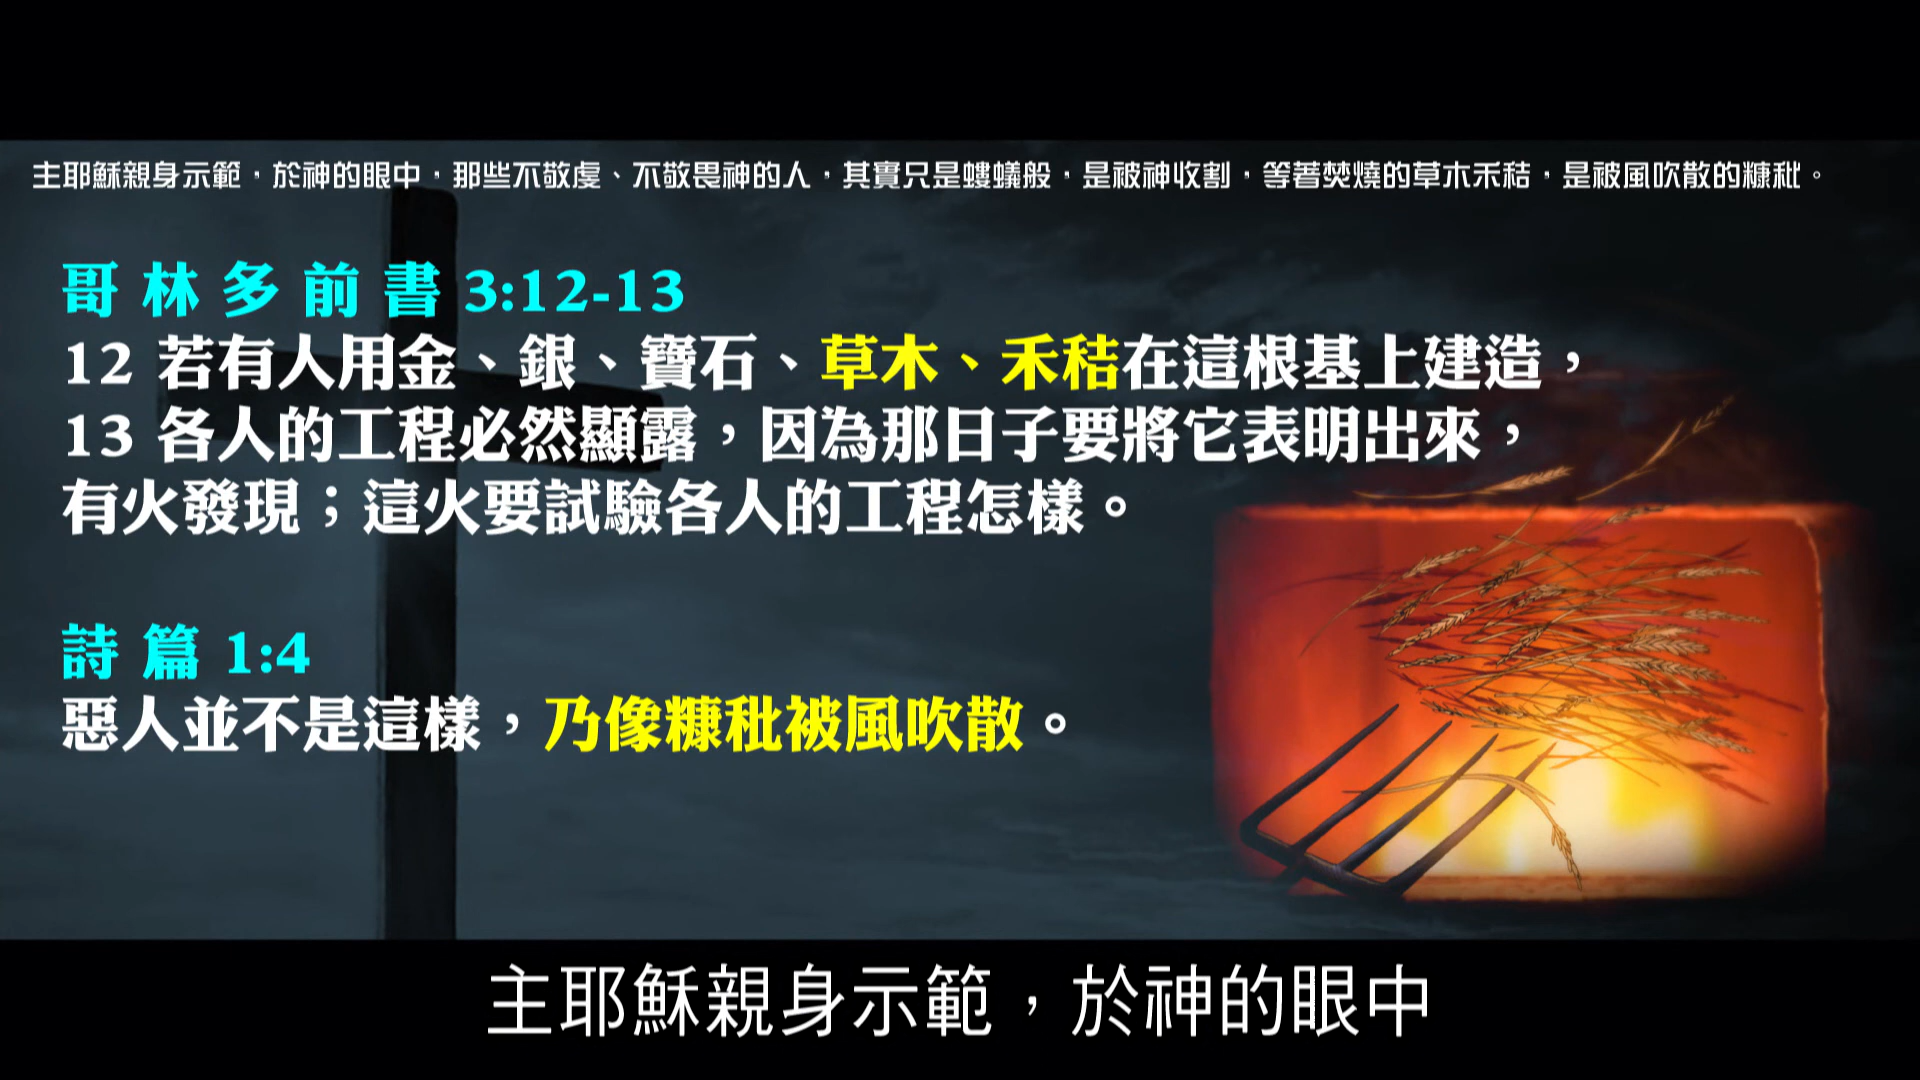 主耶穌親身示範，於神的眼中，那些不敬虔、不敬畏神的人，其實只是螻蟻般，是被神收割，等著焚燒的草木禾秸，是被風吹散的糠秕。
哥林多前書 3:12-13
12 若有人用金、銀、寶石、草木、禾秸在這根基上建造，
13 各人的工程必然顯露，因為那日子要將它表明出來，
有火發現；這火要試驗各人的工程怎樣。
詩篇 1:4
惡人並不是這樣，乃像糠秕被風吹散。
主耶穌親身示範，於神的眼中